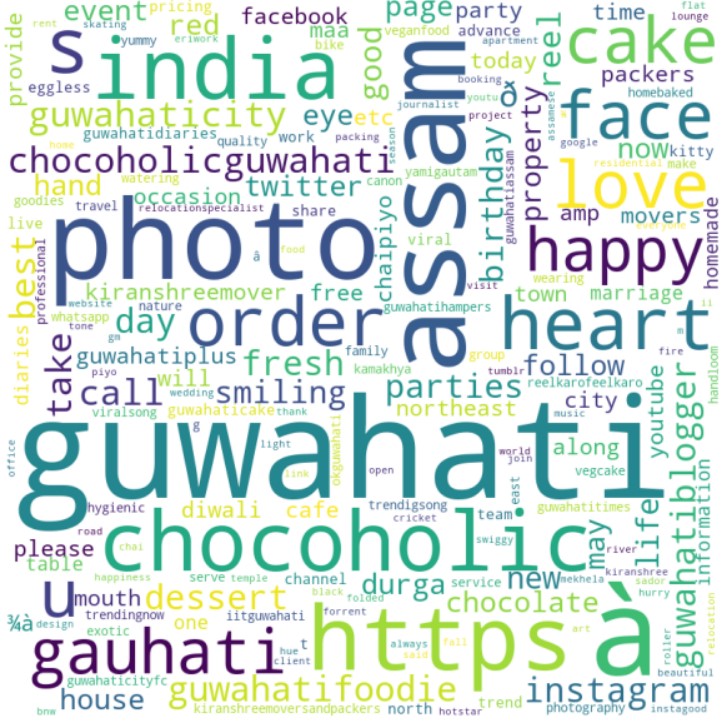 event pricing facebook page party time flat lounge
provide rent skating red maa good veganfood advance apartment reel cake
s india yummy eriwork bike today booking packers
eggless guwahaticity eye etc journalist youtu & homebaked face
guwahatidiaries quality work packing assam project assamese google now kitty
chocoholicguwahati season yamigautam birthday property residential make
home watering canon guwahatiassam love
hand occasion twitter amp movers
goodies travel relocationspecialist share chaipiyo viral everyone homemade
live photo food visit happy
best professional kiranshreemover free wearing town marriage
website nature guwahatihampers li
whatsapp tone day order heart m
diaries gm guwahatiplus family group fire
take piyo fresh kamakhya tumblr follow handloom
call will smiling parties reelkarofeelkaro
wedding northeast city youtube
viralsong guwahaticake thank music
g okguwahati
guwahati
office light link open world join along guwahatiblogger
east vegcake
hygienic diwali cafe trendigsong guwahatitimes life information
road cricket team
chocoholic may river
please chai swiggy
table happiness serve temple channel durga service new mekhela kiranshree
u mouth dessert black folded sador hurry
trendingnow forrent chocolate
¾à design one iitguwahati https à
exotic art roller relocation
gauhati hue t always fall
client said beautiful
guwahaticityfc
house guwahatifoodie instagram
kiranshreemoversandpackers north trend photography instagood
bnw hotstar